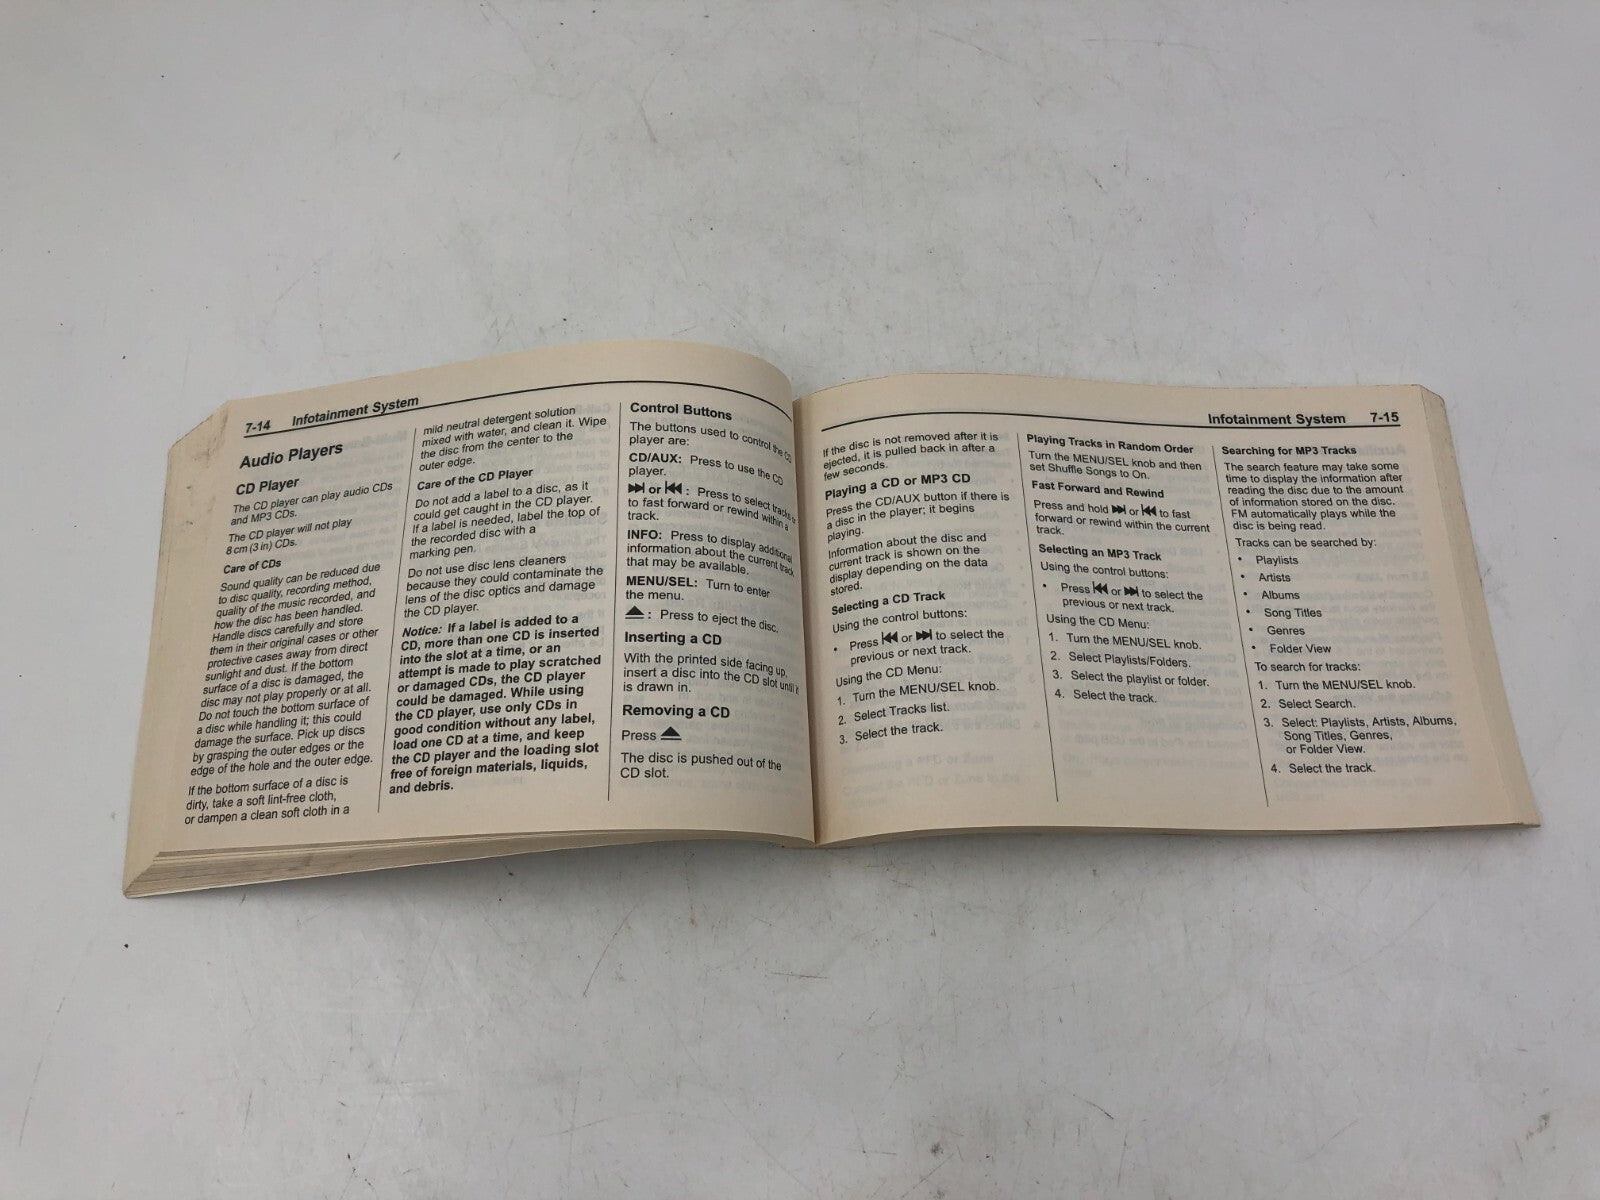 7-14 Infotainment System
Audio Players
CD Player
The CD player can play audio CDs
and MP3 CDs.
The CD player will not play
8 cm (3 in) CDs.
Care of CDs
Sound quality can be reduced due
to disc quality, recording method,
quality of the music recorded, and
how the disc has been handled.
Handle discs carefully and store
them in their original cases or other
protective cases away from direct
sunlight and dust. If the bottom
surface of a disc is damaged, the
disc may not play properly or at all.
Do not touch the bottom surface of
a disc while handling it; this could
damage the surface. Pick up discs
by grasping the outer edges or the
edge of the hole and the outer edge.
If the bottom surface of a disc is
dirty, take a soft lint-free cloth,
or dampen a clean soft cloth in a
mild neutral detergent solution
mixed with water, and clean it. Wipe
the disc from the center to the
outer edge.
Care of the CD Player
Do not add a label to a disc, as it
could get caught in the CD player.
If a label is needed, label the top of
the recorded disc with a
marking pen.
Do not use disc lens cleaners
because they could contaminate the
lens of the disc optics and damage
the CD player.
Notice: If a label is added to a
CD, more than one CD is inserted
into the slot at a time, or an
attempt is made to play scratched
or damaged CDs, the CD player
could be damaged. While using
the CD player, use only CDs in
good condition without any label,
load one CD at a time, and keep
the CD player and the loading slot
free of foreign materials, liquids,
and debris.
Control Buttons
The buttons used to control the CD
player are:
CD/AUX: Press to use the CD
player.
⏭ or ⏮ : Press to select tracks or
to fast forward or rewind within a
track.
INFO: Press to display additional
information about the current track
that may be available.
MENU/SEL: Turn to enter
the menu.
⏏ : Press to eject the disc.
Inserting a CD
With the printed side facing up,
insert a disc into the CD slot until it
is drawn in.
Removing a CD
Press ⏏
The disc is pushed out of the
CD slot.
Infotainment System 7-15
If the disc is not removed after it is
ejected, it is pulled back in after a
few seconds.
Playing a CD or MP3 CD
Press the CD/AUX button if there is
a disc in the player; it begins
playing.
Information about the disc and
current track is shown on the
display depending on the data
stored.
Selecting a CD Track
Using the control buttons:
• Press ⏮ or ⏭ to select the
previous or next track.
Using the CD Menu:
1. Turn the MENU/SEL knob.
2. Select Tracks list.
3. Select the track.
Playing Tracks in Random Order
Turn the MENU/SEL knob and then
set Shuffle Songs to On.
Fast Forward and Rewind
Press and hold ⏭ or ⏮ to fast
forward or rewind within the current
track.
Selecting an MP3 Track
Using the control buttons:
• Press ⏮ or ⏭ to select the
previous or next track.
Using the CD Menu:
1. Turn the MENU/SEL knob.
2. Select Playlists/Folders.
3. Select the playlist or folder.
4. Select the track.
Searching for MP3 Tracks
The search feature may take some
time to display the information after
reading the disc due to the amount
of information stored on the disc.
FM automatically plays while the
disc is being read.
Tracks can be searched by:
• Playlists
• Artists
• Albums
• Song Titles
• Genres
• Folder View
To search for tracks:
1. Turn the MENU/SEL knob.
2. Select Search.
3. Select: Playlists, Artists, Albums,
Song Titles, Genres,
or Folder View.
4. Select the track.